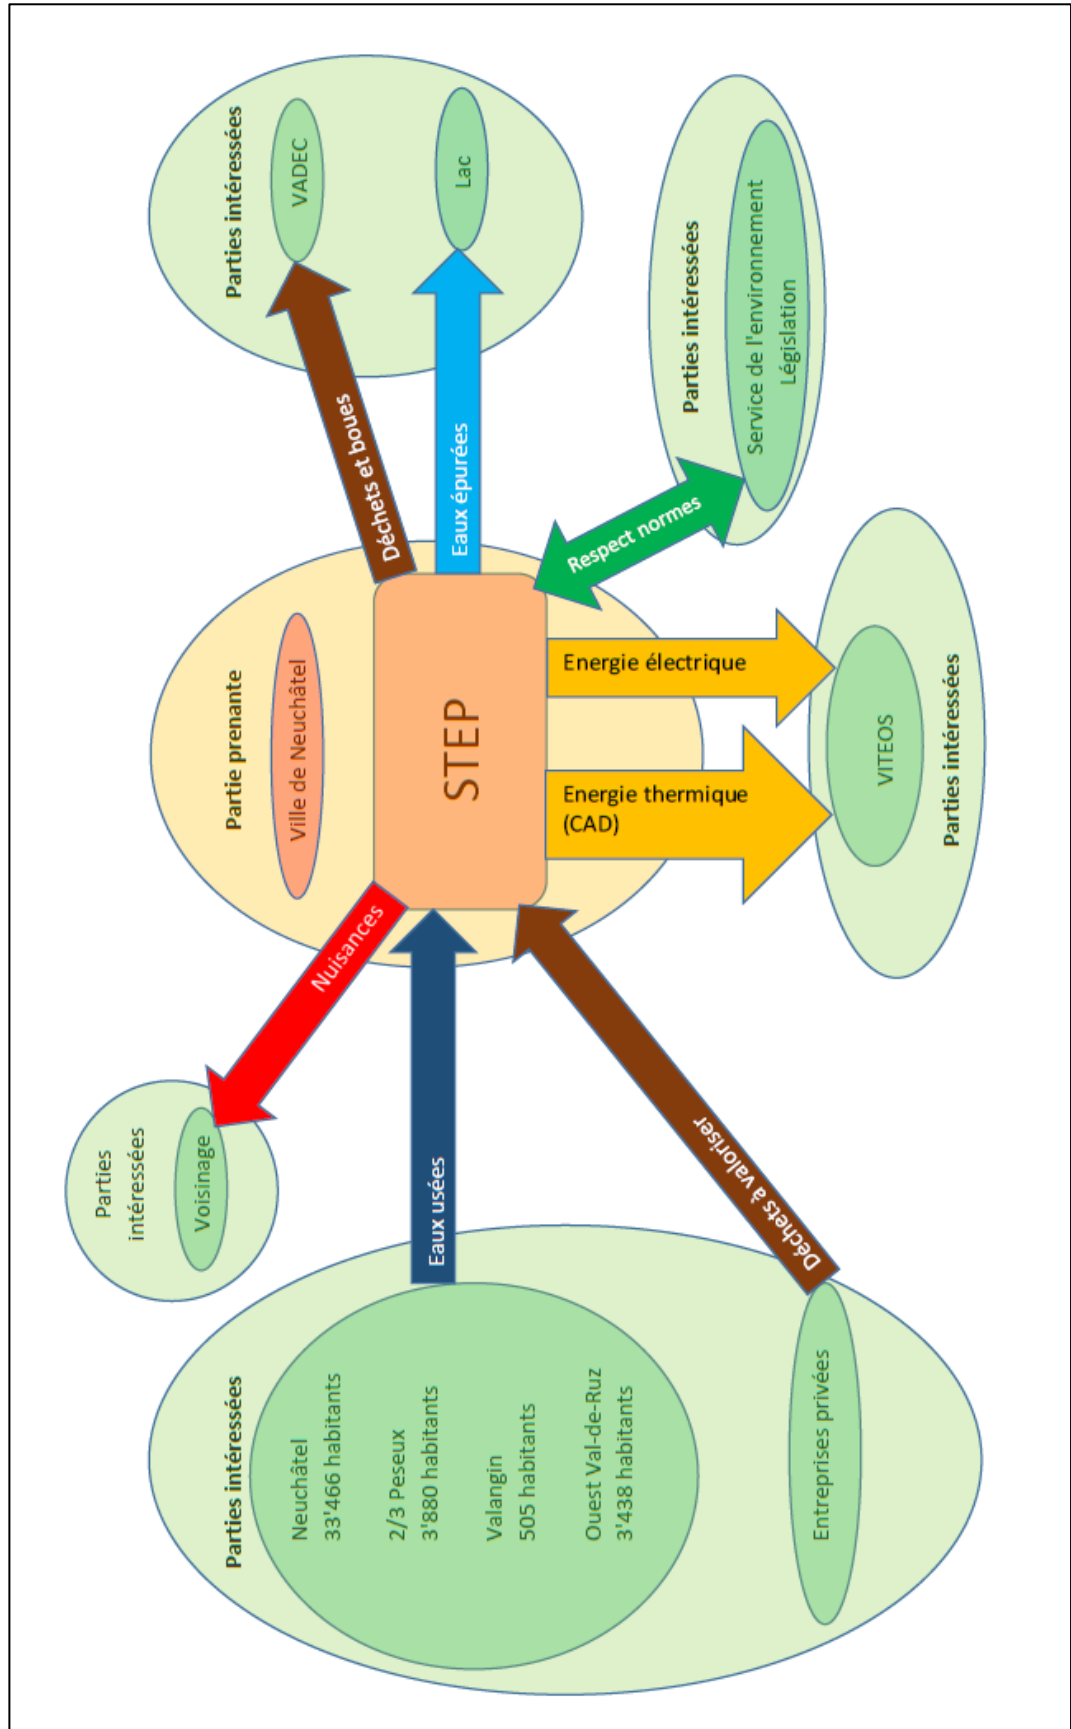 Parties intéressées
Neuchâtel
33'466 habitants
2/3 Peseux
3'880 habitants
Valangin
505 habitants
Ouest Val-de-Ruz
3'438 habitants
Entreprises privées
Parties
intéressées
Voisinage
Eaux usées
Déchets à valoriser
Nuisances
Partie prenante
Ville de Neuchâtel
STEP
Energie thermique
(CAD)
Energie électrique
VITEOS
Parties intéressées
Respect normes
Déchets et boues
Eaux épurées
Parties intéressées
VADEC
Lac
Parties intéressées
Service de l'environnement
Législation